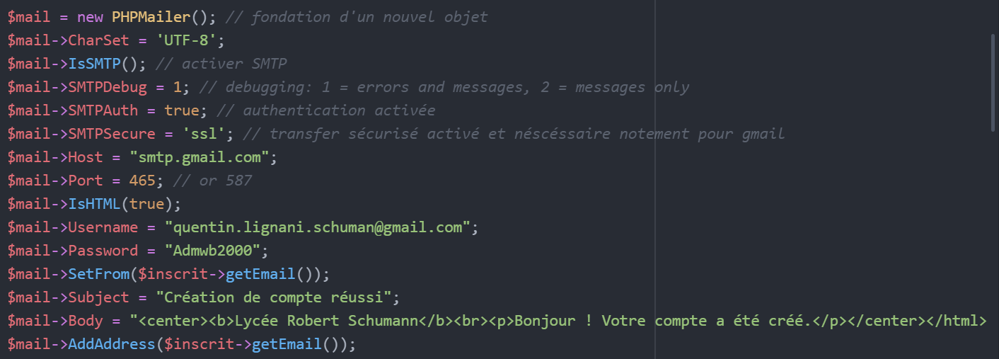 $mail = new PHPMailer(); // fondation d'un nouvel objet
$mail->CharSet = 'UTF-8';
$mail->IsSMTP(); // activer SMTP
$mail->SMTPDebug = 1; // debugging: 1 = errors and messages, 2 = messages only
$mail->SMTPAuth = true; // authentication activée
$mail->SMTPSecure = 'ssl'; // transfer sécurisé activé et néscéssaire notement pour gmail
$mail->Host = "smtp.gmail.com";
$mail->Port = 465; // or 587
$mail->IsHTML(true);
$mail->Username = "quentin.lignani.schuman@gmail.com";
$mail->Password = "Admwb2000";
$mail->SetFrom($inscrit->getEmail());
$mail->Subject = "Création de compte réussi";
$mail->Body = "<center><b>Lycée Robert Schumann</b><br><p>Bonjour ! Votre compte a été créé.</p></center></html>
$mail->AddAddress($inscrit->getEmail());